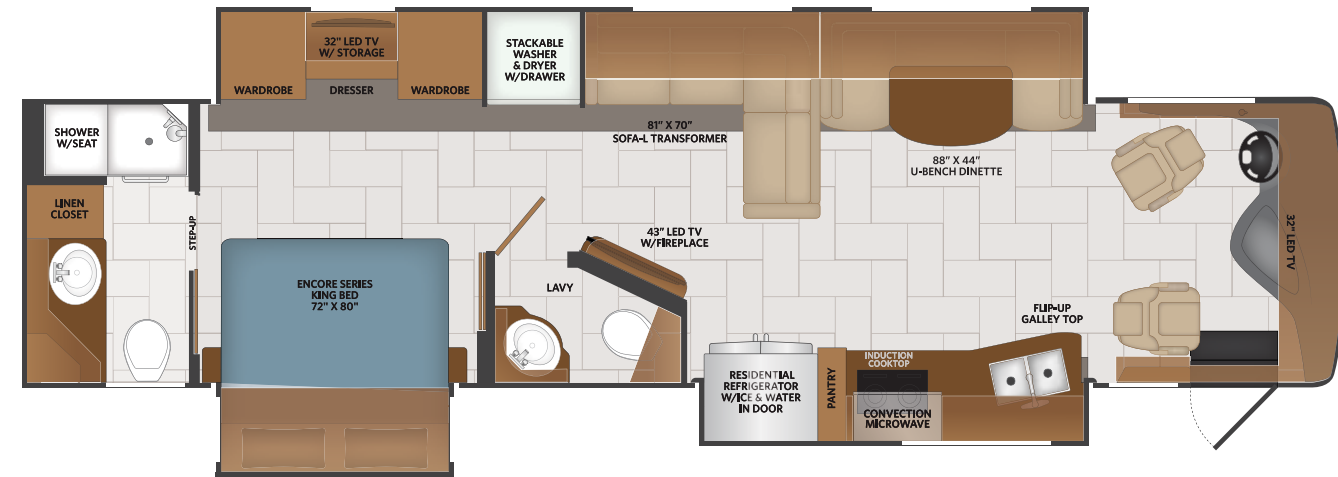 32" LED TV
W/ STORAGE
WARDROBE
DRESSER
WARDROBE
STACKABLE
WASHER
& DRYER
W/DRAWER
SHOWER
W/SEAT
81" X 70"
SOFA-L TRANSFORMER
88" X 44"
U-BENCH DINETTE
LINEN
CLOSET
STEP-UP
43" LED TV
W/FIREPLACE
32" LED TV
ENCORE SERIES
KING BED
72" X 80"
LAVY
FLIP-UP
GALLEY TOP
RESIDENTIAL
REFRIGERATOR
W/ICE & WATER
IN DOOR
PANTRY
INDUCTION
COOKTOP
CONVECTION
MICROWAVE